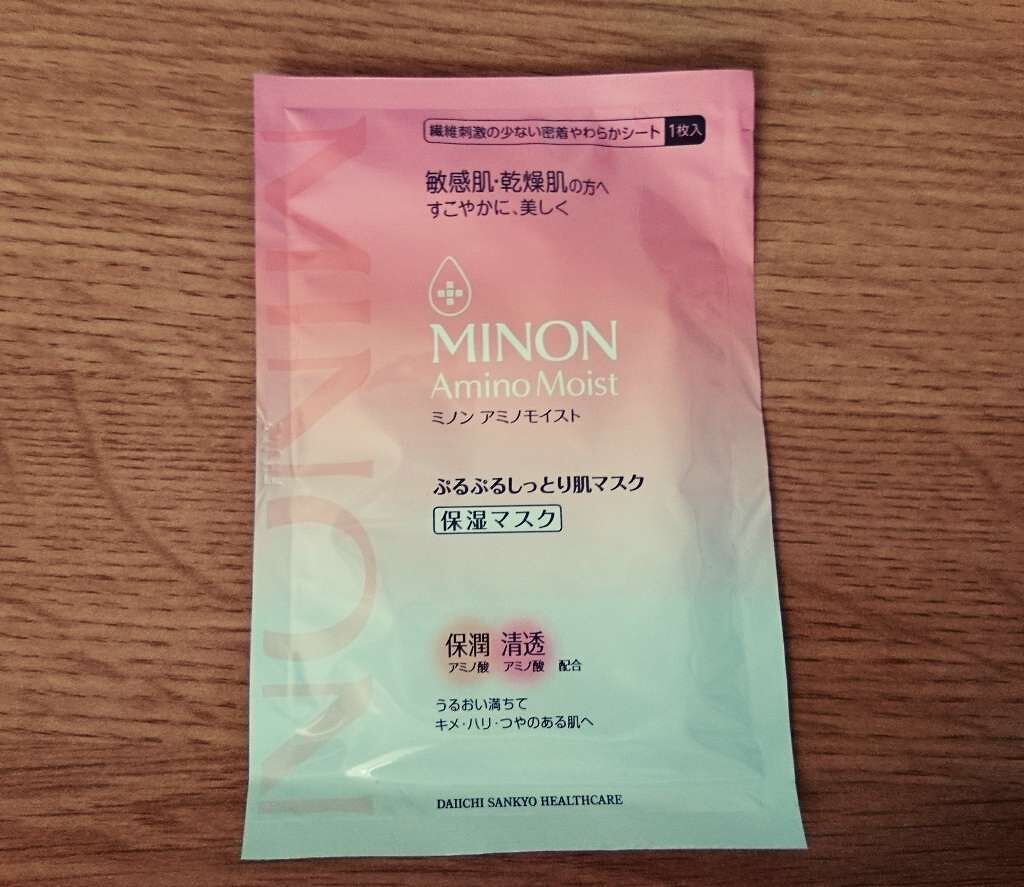 繊維刺激の少ない密着やわらかシート 1枚入
敏感肌・乾燥肌の方へ
すこやかに、美しく
MINON
MINON
Amino Moist
ミノン アミノモイスト
ぷるぷるしっとり肌マスク
保湿マスク
保潤 清透
アミノ酸 アミノ酸 配合
うるおい満ちて
キメ・ハリ・つやのある肌へ
DAIICHI SANKYO HEALTHCARE